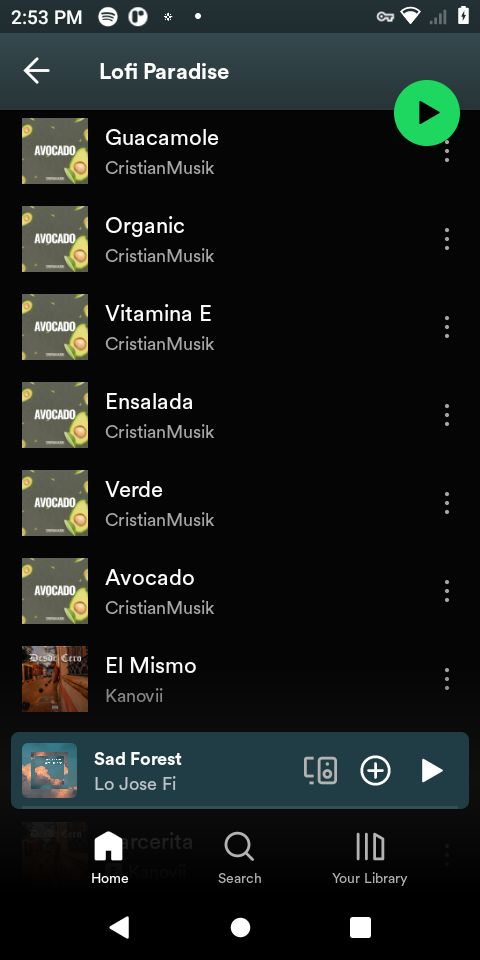 2:53 PM
Lofi Paradise
AVOCADO
Guacamole
CristianMusik
AVOCADO
Organic
CristianMusik
AVOCADO
Vitamina E
CristianMusik
AVOCADO
Ensalada
CristianMusik
AVOCADO
Verde
CristianMusik
AVOCADO
Avocado
CristianMusik
Desde Cero
El Mismo
Kanovii
Sad Forest
Lo Jose Fi
arcerita
Kanovii
Home
Search
Your Library